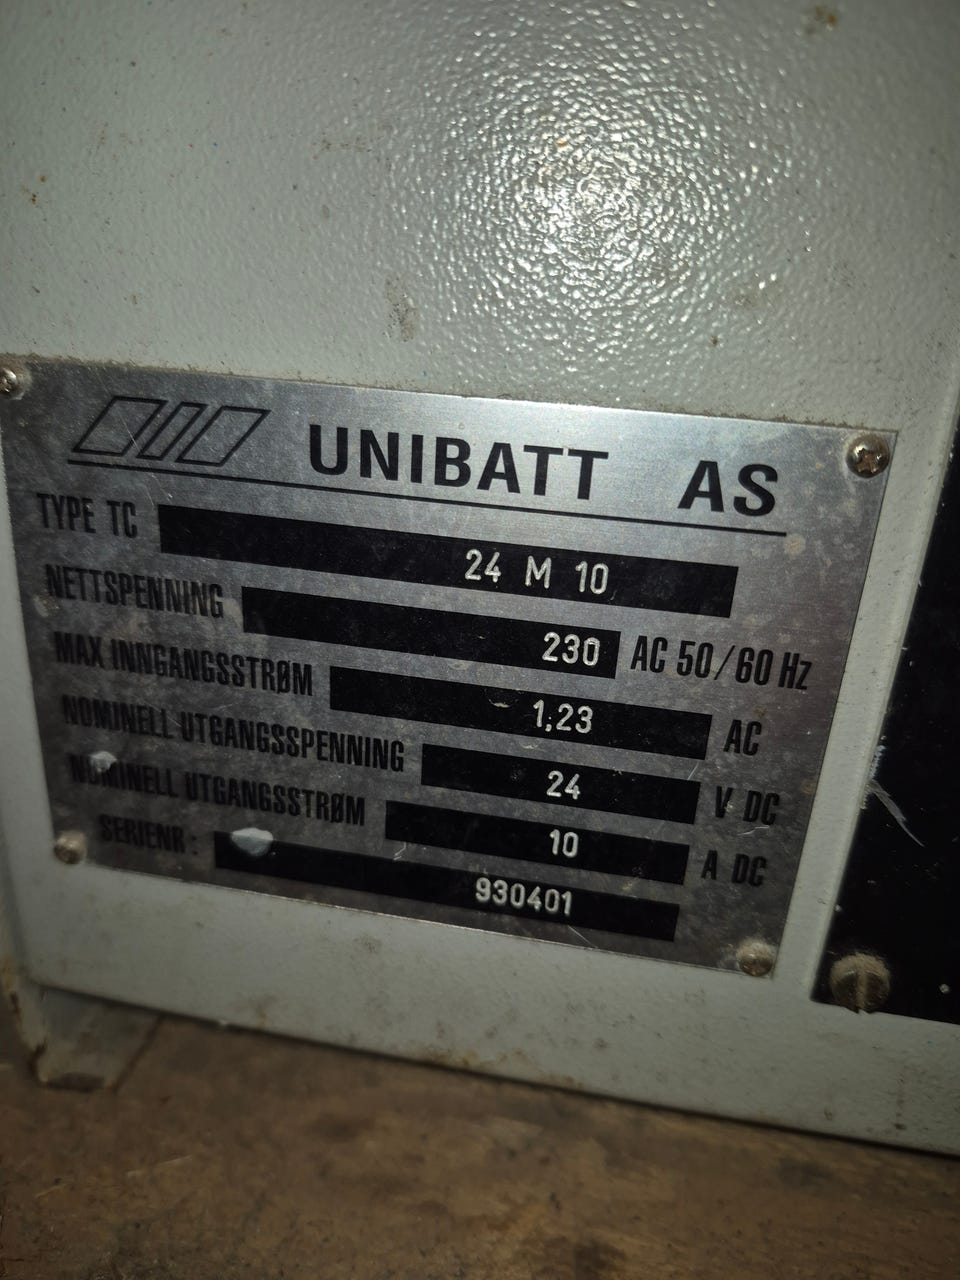 UNIBATT AS
TYPE TC 24 M 10
NETTSPENNING 230 AC 50/60 Hz
MAX INNGANGSSTRØM 1,23 AC
NOMINELL UTGANGSSPENNING 24 V DC
NOMINELL UTGANGSSTRØM 10 A DC
SERIENR: 930401